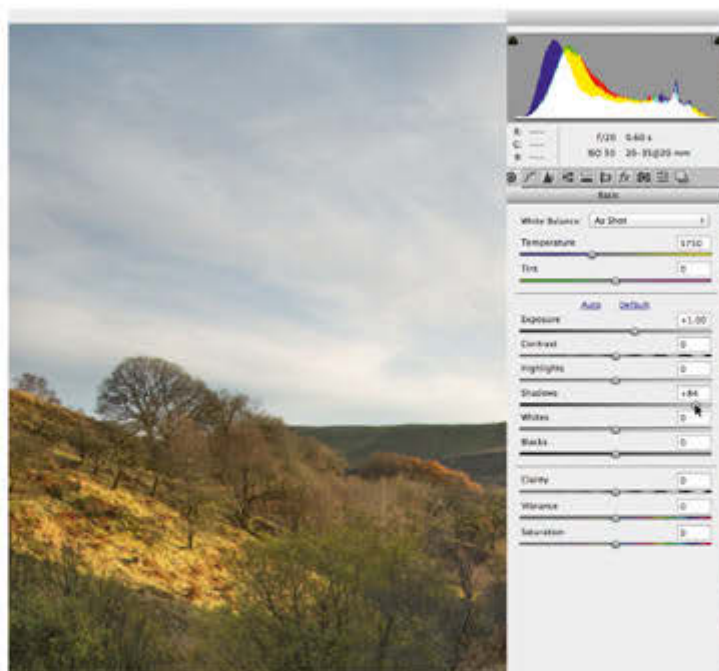 R: ---
G: ---
B: ---
f/20 0.60 s
ISO 50 20-35@20 mm
fx
Basic
White Balance: As Shot
Temperature 5750
Tint 0
Auto Default
Exposure +1.00
Contrast 0
Highlights 0
Shadows +84
Whites 0
Blacks 0
Clarity 0
Vibrance 0
Saturation 0